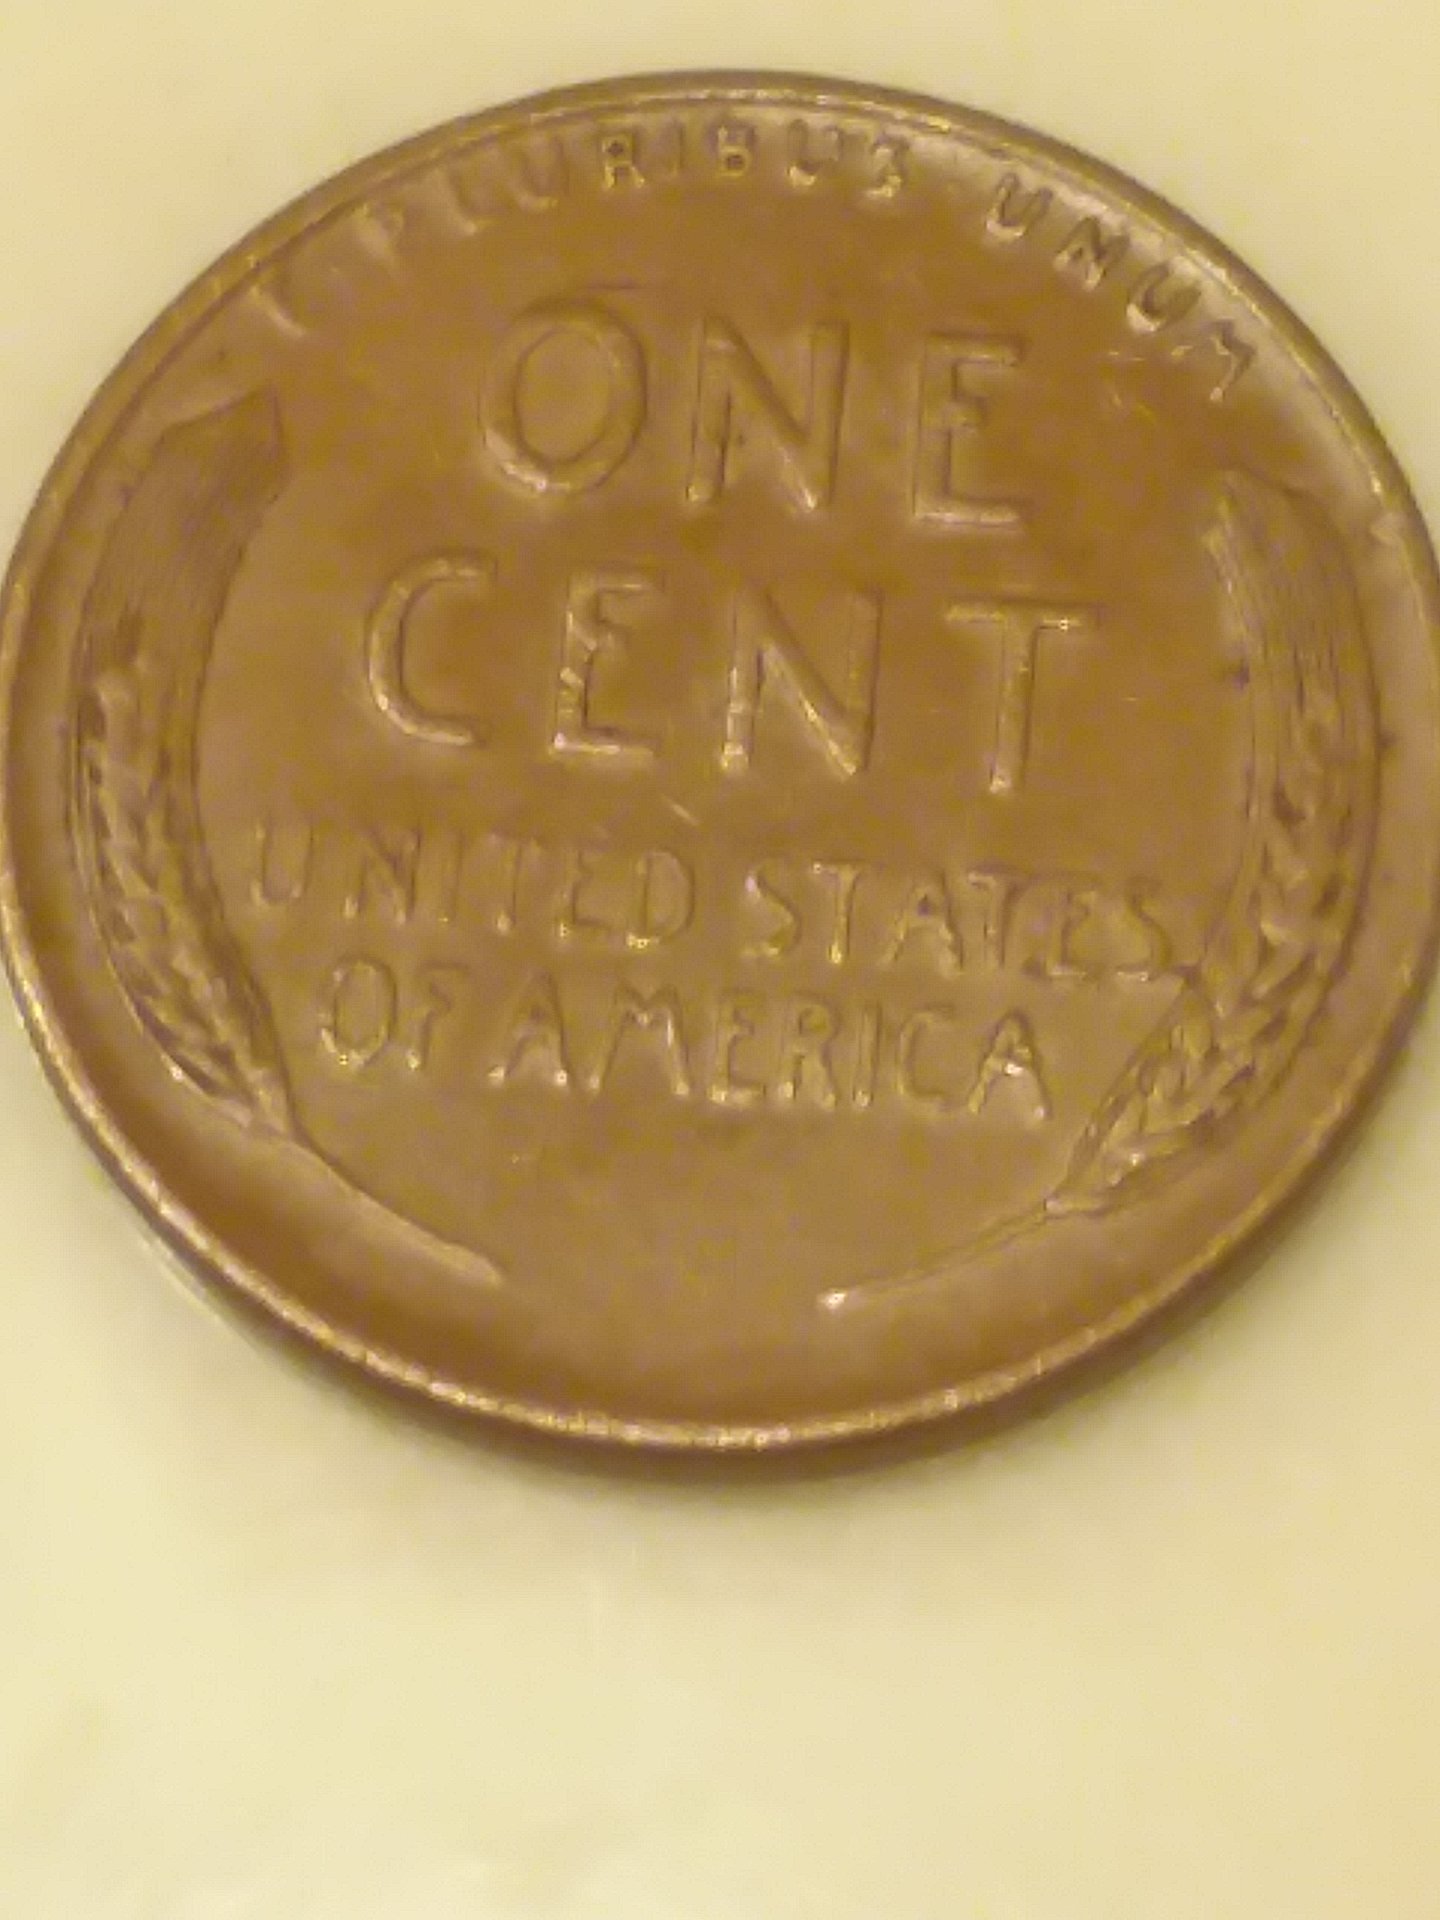 E PLURIBUS UNUM
ONE
CENT
UNITED STATES
OF AMERICA